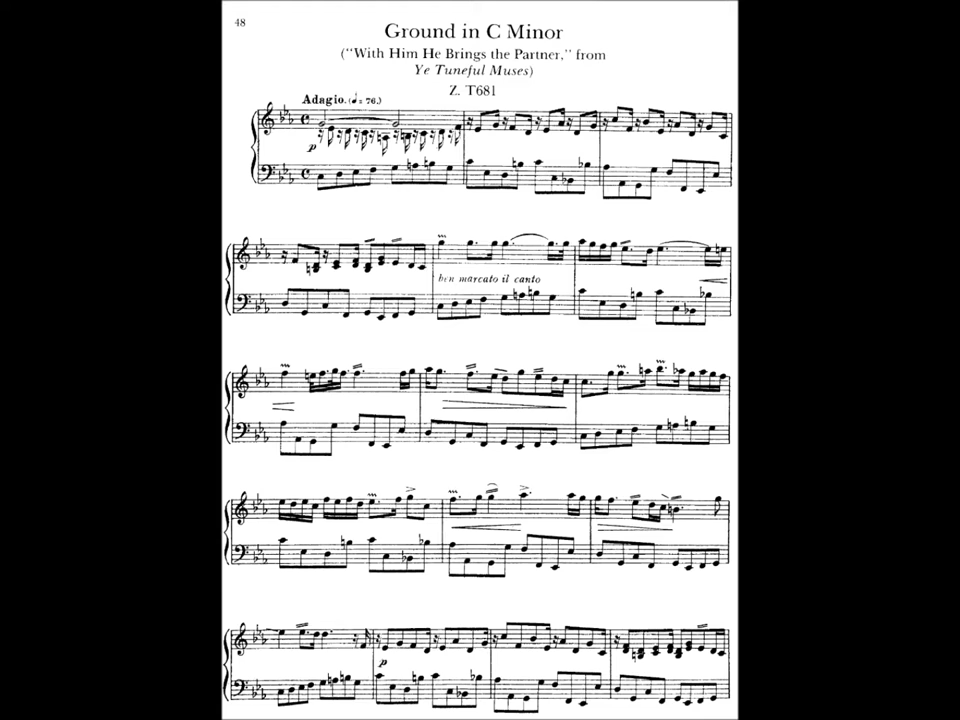 48
Ground in C Minor
("With Him He Brings the Partner," from
Ye Tuneful Muses)
Z. T681
Adagio. (♩= 76.)
p
ben marcato il canto
p